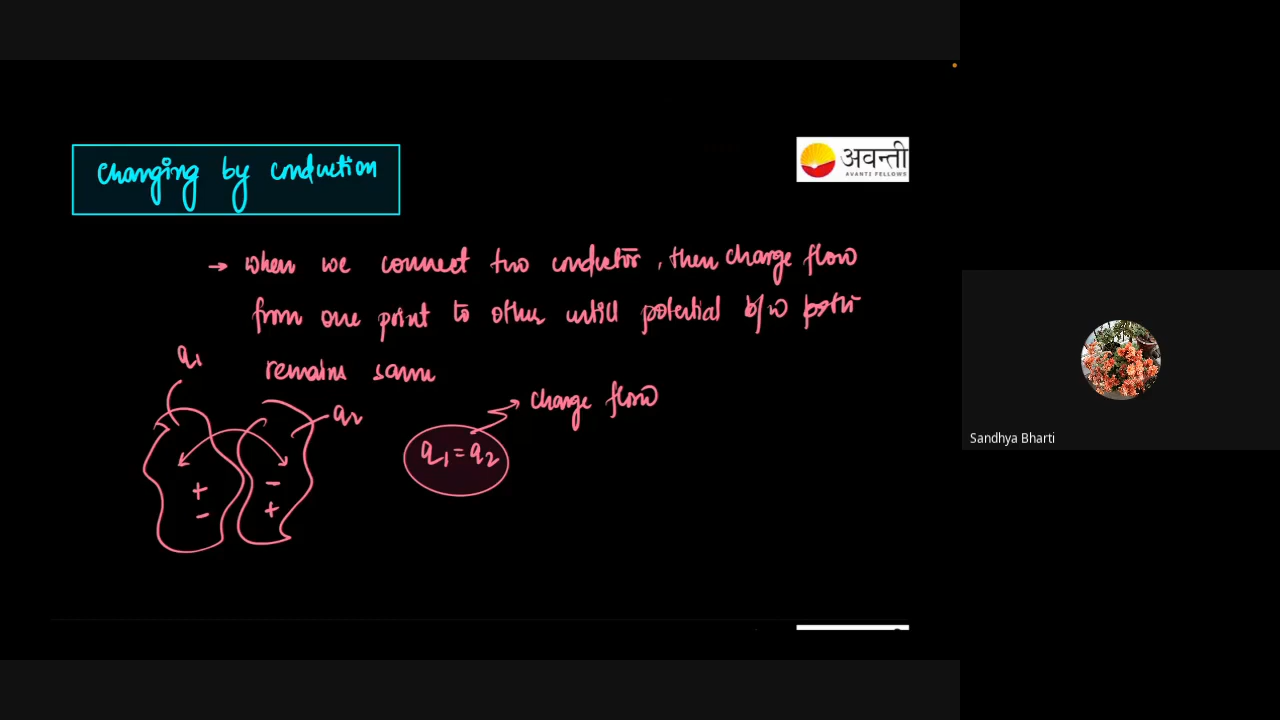 Changing by conduction
अवन्ती
AVANTI FELLOWS
→ When we connect two conductor, then charge flow
from one point to other untill potential b/w both
remains same
q1
q2
charge flow
q1 = q2
+ -
- +
Sandhya Bharti